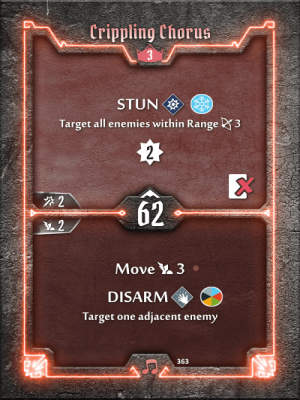 Crippling Chorus
3
STUN
Target all enemies within Range 3
2
2
62
2
Move 3
DISARM
Target one adjacent enemy
363